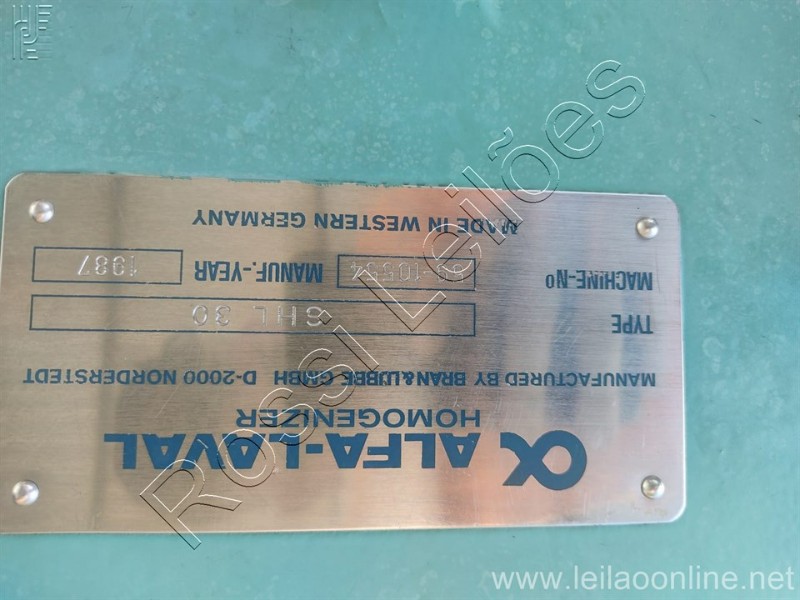 α ALFA-LAVAL
HOMOGENIZER
MANUFACTURED BY BRAN&LÜBBE GMBH D-2000 NORDERSTEDT
TYPE SHL 30
MACHINE-No MANUF.-YEAR 1987
MADE IN WESTERN GERMANY
Rossi Leilões
www.leilaoonline.net